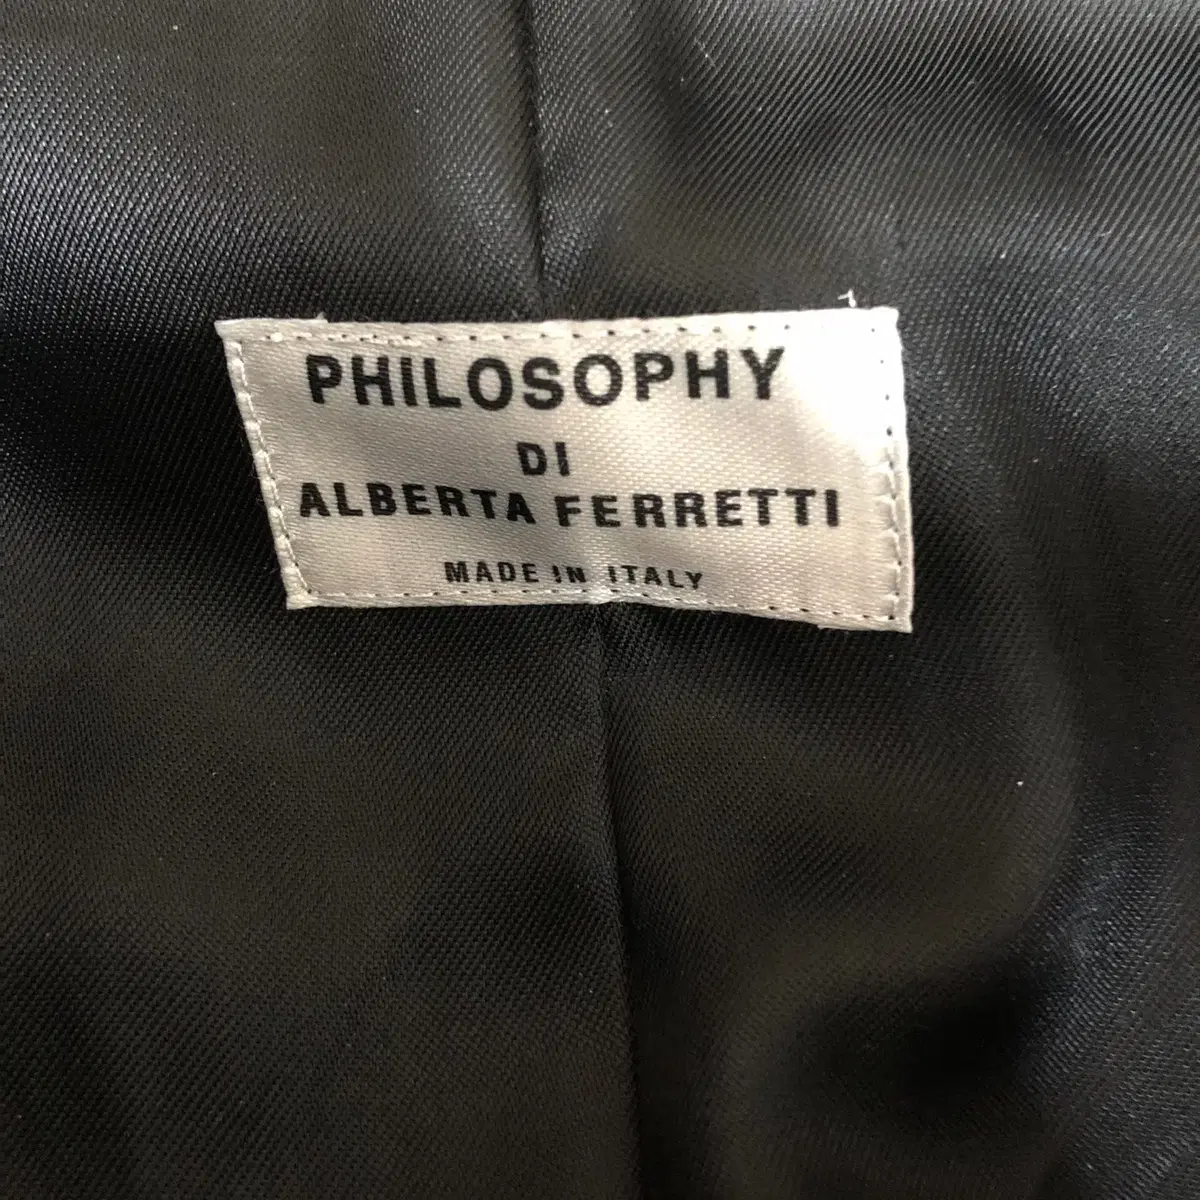 PHILOSOPHY
DI
ALBERTA FERRETTI
MADE IN ITALY